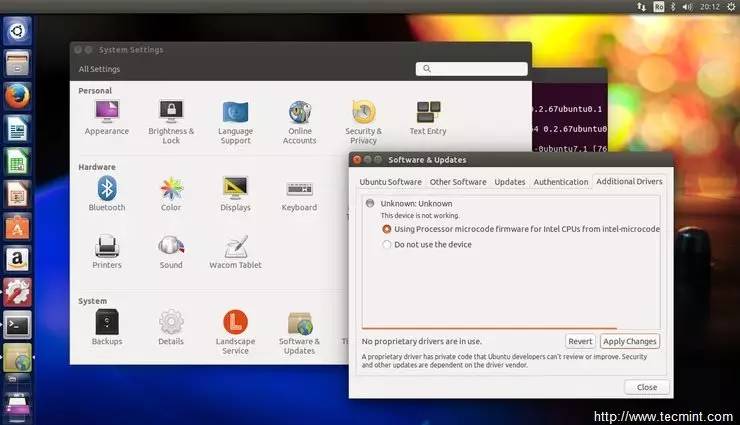 Ro
20:12
System Settings
All Settings
Personal
Appearance
Brightness &
Lock
Language
Support
Online
Accounts
Security &
Privacy
Text Entry
Hardware
Bluetooth
Color
Displays
Keyboard
Printers
Sound
Wacom Tablet
System
Backups
Details
Landscape
Service
Software &
Updates
0.2.67ubuntu0.1
0.2.67ubuntu0
-0ubuntu7.1 [76
Software & Updates
Ubuntu Software
Other Software
Updates
Authentication
Additional Drivers
Unknown: Unknown
This device is not working.
Using Processor microcode firmware for Intel CPUs from intel-microcode
Do not use the device
No proprietary drivers are in use.
Revert
Apply Changes
A proprietary driver has private code that Ubuntu developers can't review or improve. Security
and other updates are dependent on the driver vendor.
Close
http://www.tecmint.com